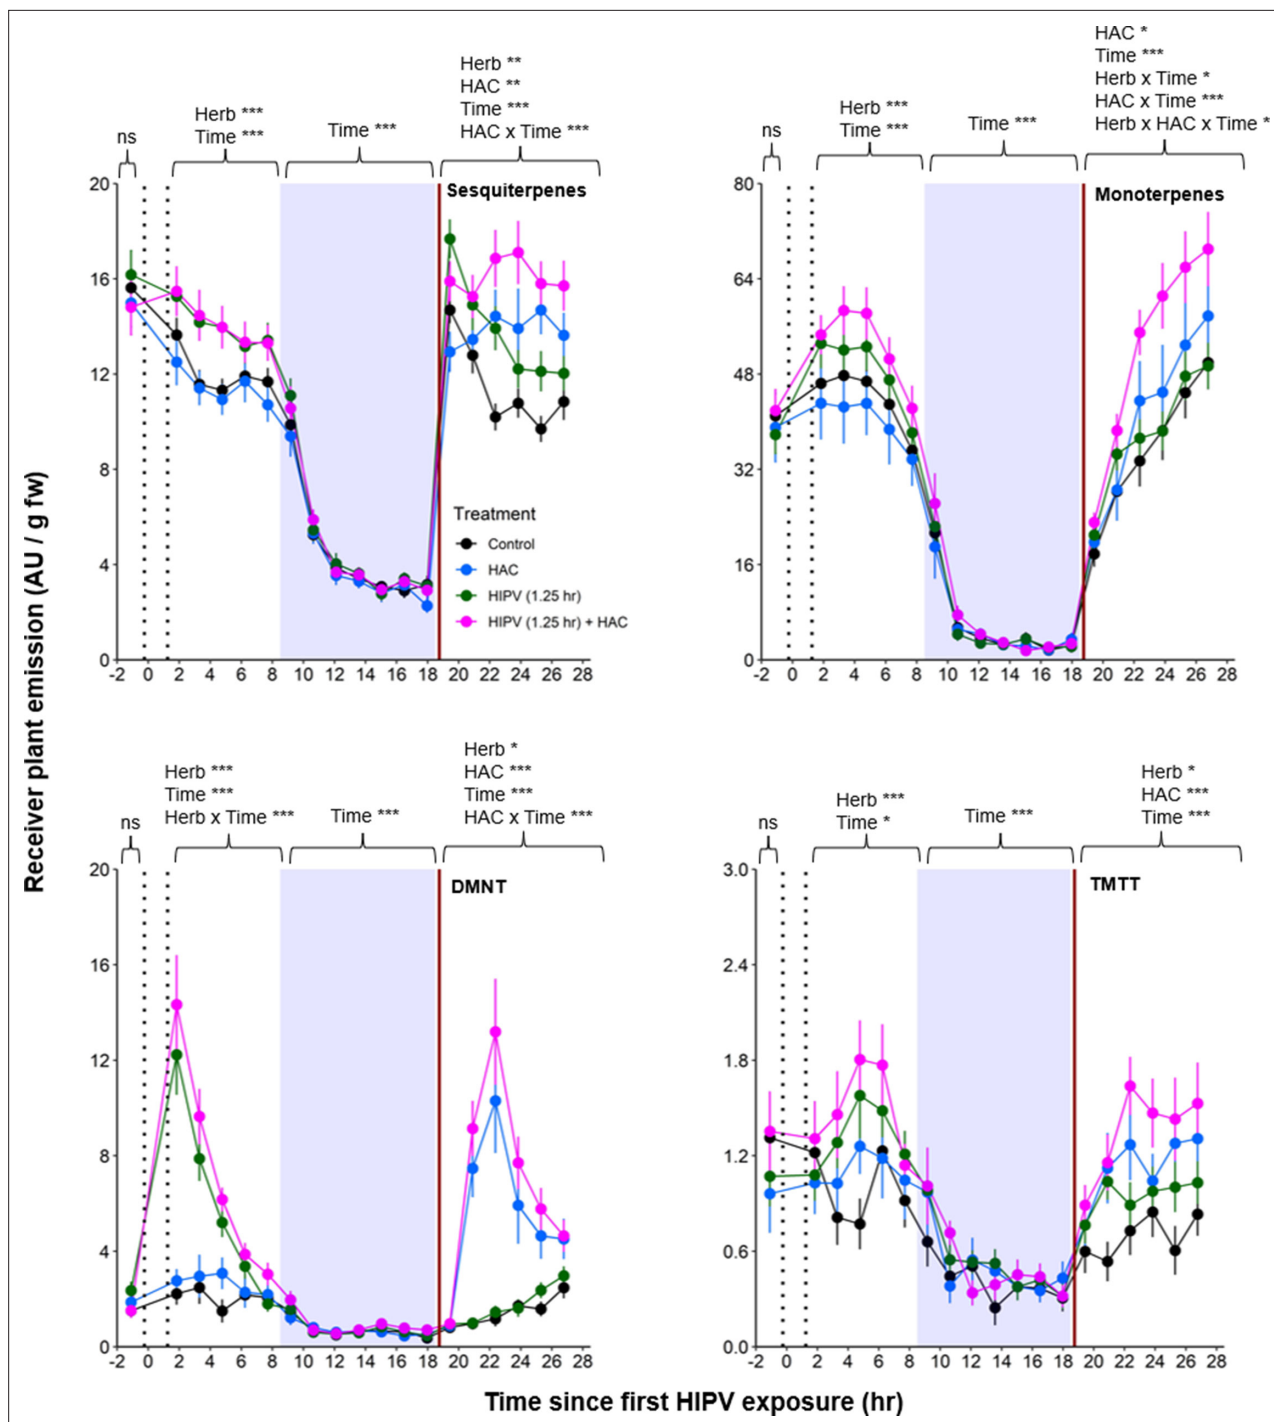 Receiver plant emission (AU / g fw)
ns
Herb ***
Time ***
Time ***
Herb **
HAC **
Time ***
HAC x Time ***
Sesquiterpenes
20
16
12
8
4
0
-2 0 2 4 6 8 10 12 14 16 18 20 22 24 26 28
Treatment
Control
HAC
HIPV (1.25 hr)
HIPV (1.25 hr) + HAC
ns
Herb ***
Time ***
Time ***
HAC *
Time ***
Herb x Time *
HAC x Time ***
Herb x HAC x Time *
Monoterpenes
80
64
48
32
16
0
-2 0 2 4 6 8 10 12 14 16 18 20 22 24 26 28
ns
Herb ***
Time ***
Herb x Time ***
Time ***
Herb *
HAC ***
Time ***
HAC x Time ***
DMNT
20
16
12
8
4
0
-2 0 2 4 6 8 10 12 14 16 18 20 22 24 26 28
ns
Herb ***
Time *
Time ***
Herb *
HAC ***
Time ***
TMTT
3.0
2.4
1.8
1.2
0.6
0.0
-2 0 2 4 6 8 10 12 14 16 18 20 22 24 26 28
Time since first HIPV exposure (hr)